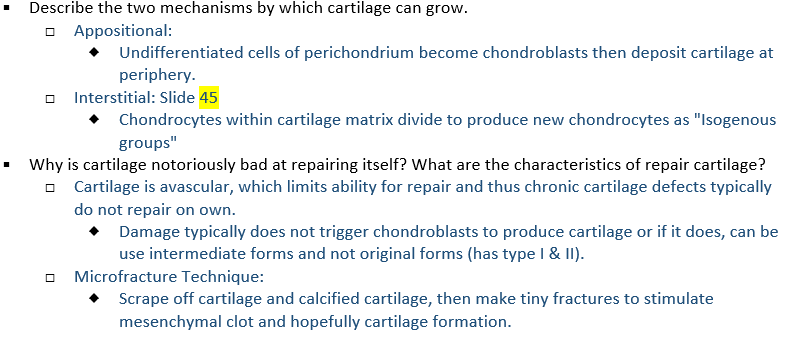 Describe the two mechanisms by which cartilage can grow.
Appositional:
Undifferentiated cells of perichondrium become chondroblasts then deposit cartilage at
periphery.
Interstitial: Slide 45
Chondrocytes within cartilage matrix divide to produce new chondrocytes as "Isogenous
groups"
Why is cartilage notoriously bad at repairing itself? What are the characteristics of repair cartilage?
Cartilage is avascular, which limits ability for repair and thus chronic cartilage defects typically
do not repair on own.
Damage typically does not trigger chondroblasts to produce cartilage or if it does, can be
use intermediate forms and not original forms (has type I & II).
Microfracture Technique:
Scrape off cartilage and calcified cartilage, then make tiny fractures to stimulate
mesenchymal clot and hopefully cartilage formation.